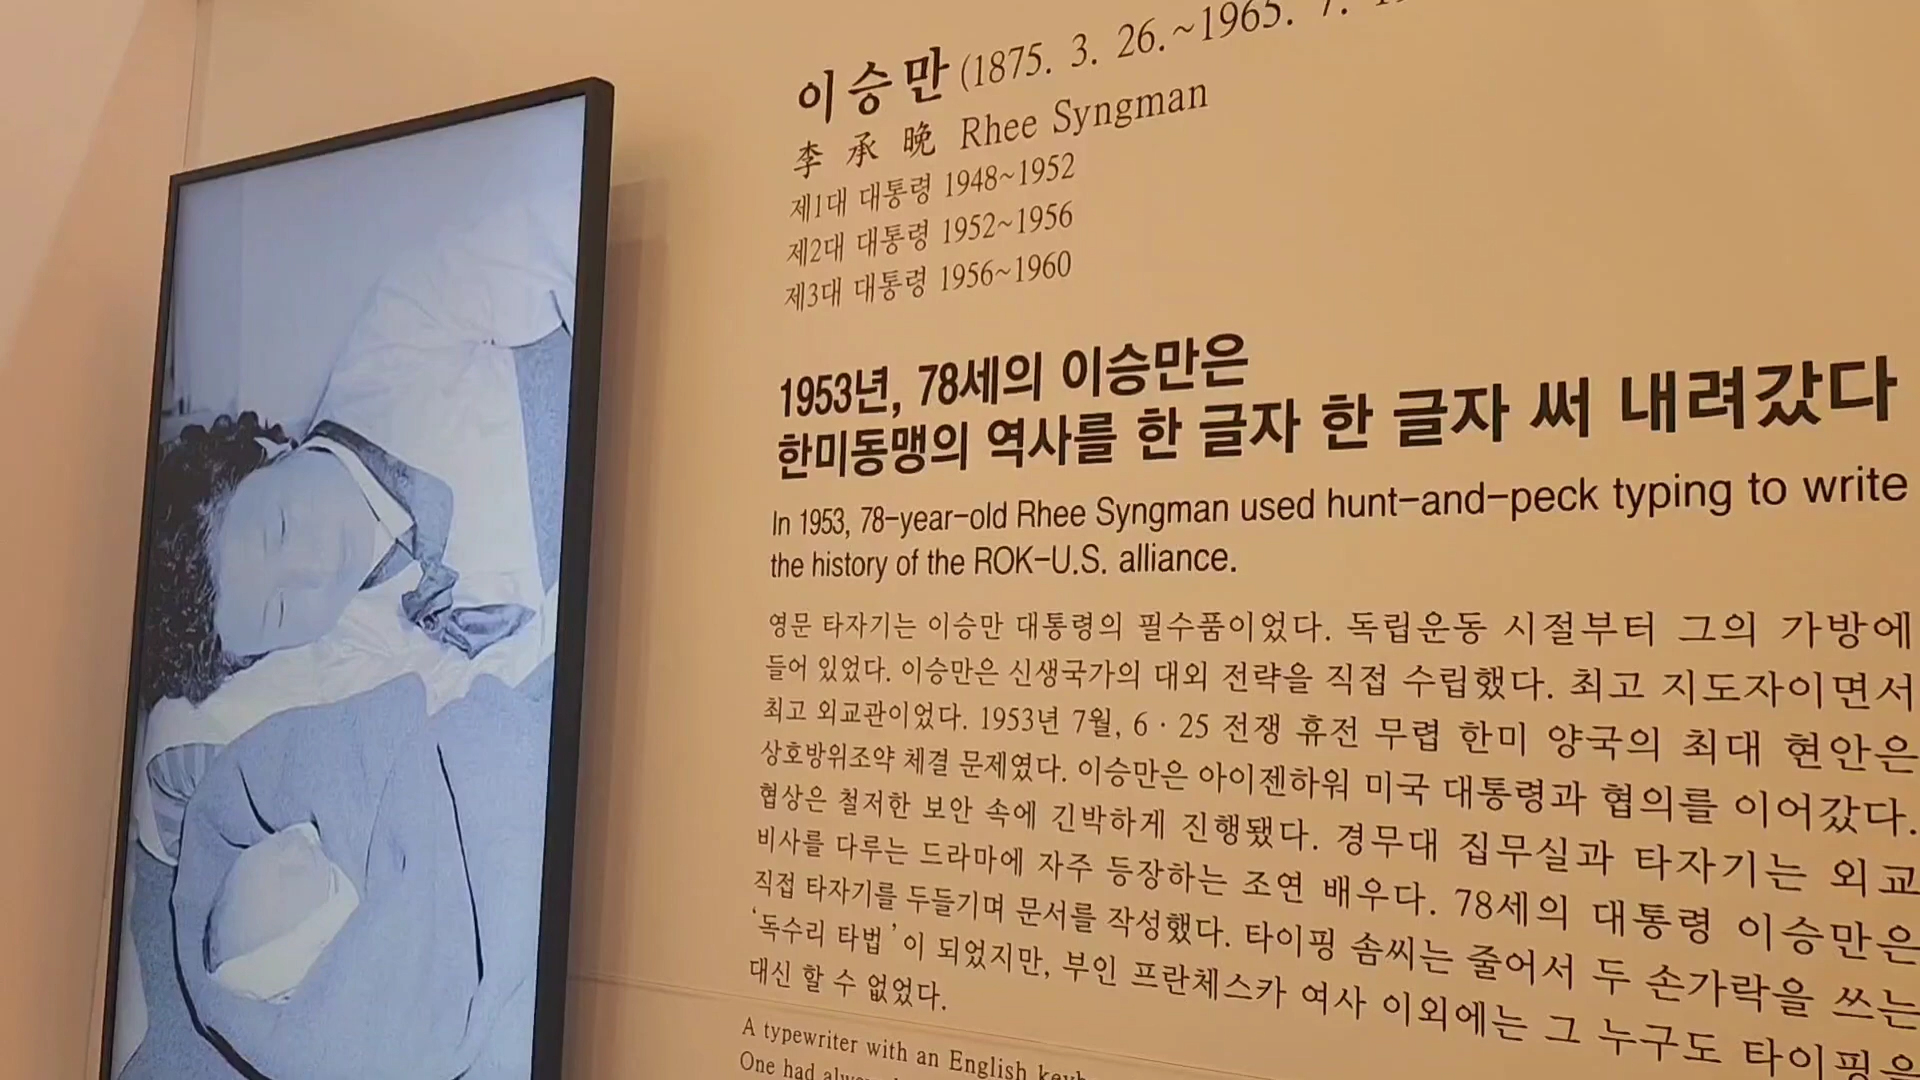 이승만 (1875. 3. 26.~1965. 7.
李 承 晩 Rhee Syngman
제1대 대통령 1948~1952
제2대 대통령 1952~1956
제3대 대통령 1956~1960
1953년, 78세의 이승만은
한미동맹의 역사를 한 글자 한 글자 써 내려갔다
In 1953, 78-year-old Rhee Syngman used hunt-and-peck typing to write
the history of the ROK-U.S. alliance.
영문 타자기는 이승만 대통령의 필수품이었다. 독립운동 시절부터 그의 가방에
들어 있었다. 이승만은 신생국가의 대외 전략을 직접 수립했다. 최고 지도자이면서
최고 외교관이었다. 1953년 7월, 6·25 전쟁 휴전 무렵 한미 양국의 최대 현안은
상호방위조약 체결 문제였다. 이승만은 아이젠하워 미국 대통령과 협의를 이어갔다.
협상은 철저한 보안 속에 긴박하게 진행됐다. 경무대 집무실과 타자기는 외교
비사를 다루는 드라마에 자주 등장하는 조연 배우다. 78세의 대통령 이승만은
직접 타자기를 두들기며 문서를 작성했다. 타이핑 솜씨는 줄어서 두 손가락을 쓰는
‘독수리 타법’이 되었지만, 부인 프란체스카 여사 이외에는 그 누구도 타이핑을
대신 할 수 없었다.
A typewriter with an English
One had